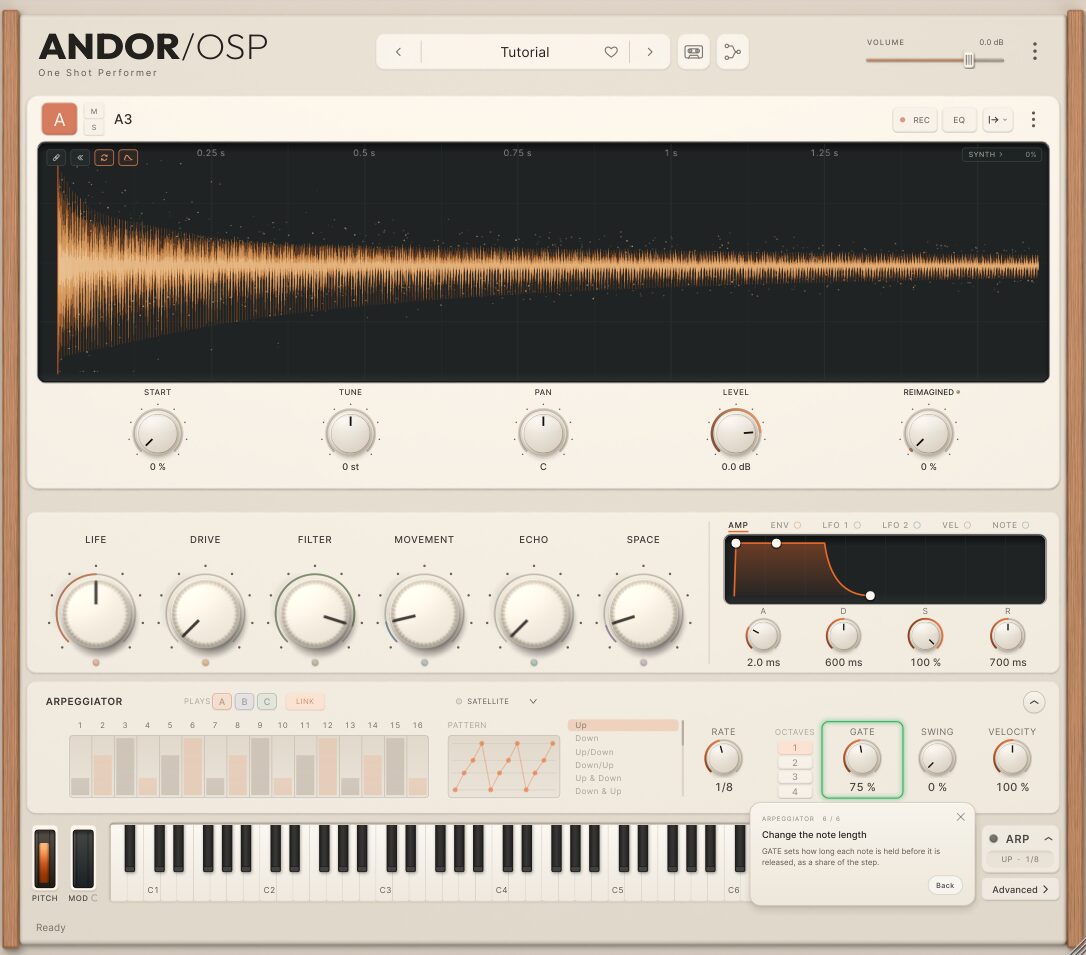 ANDOR/OSP
One Shot Performer
Tutorial
VOLUME 0.0 dB
A M S A3
REC EQ
0.25 s 0.5 s 0.75 s 1 s 1.25 s SYNTH 0%
START TUNE PAN LEVEL REIMAGINED
0 % 0 st C 0.0 dB 0 %
LIFE DRIVE FILTER MOVEMENT ECHO SPACE
AMP ENV LFO 1 LFO 2 VEL NOTE
A D S R
2.0 ms 600 ms 100 % 700 ms
ARPEGGIATOR PLAYS A B C LINK SATELLITE
1 2 3 4 5 6 7 8 9 10 11 12 13 14 15 16
PATTERN
Up
Down
Up/Down
Down/Up
Up & Down
Down & Up
RATE
1/8
OCTAVES
1
2
3
4
GATE
75 %
SWING
0 %
VELOCITY
100 %
ARPEGGIATOR 6 / 6
Change the note length
GATE sets how long each note is held before it is
released, as a share of the step.
Back
ARP
UP · 1/8
Advanced
C1 C2 C3 C4 C5 C6
PITCH MOD C
Ready